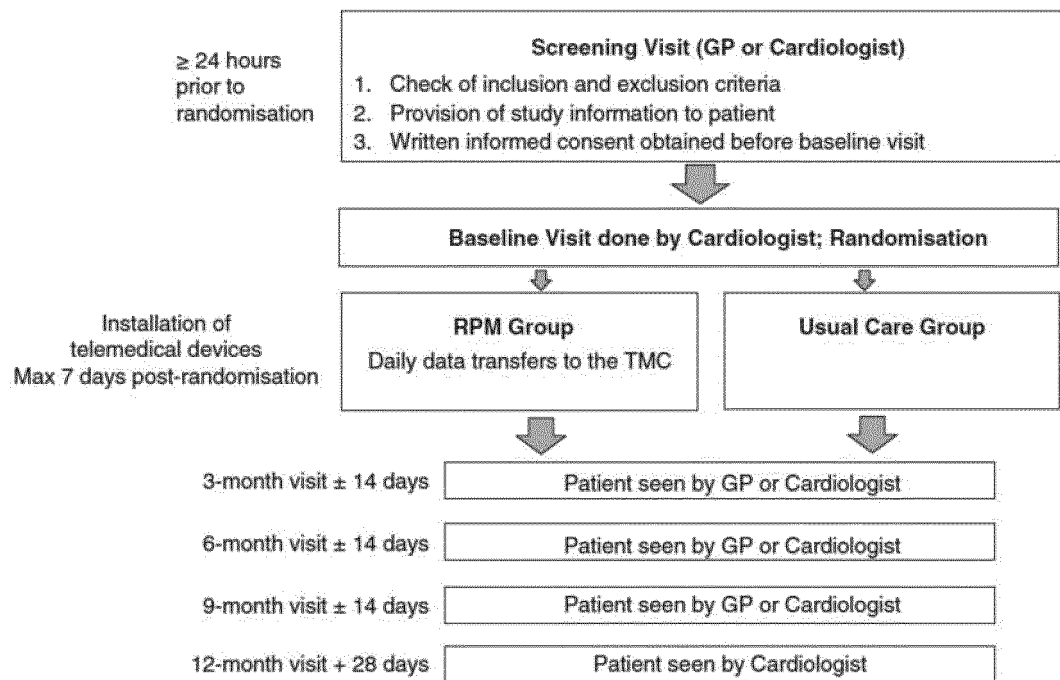 Screening Visit (GP or Cardiologist)
≥ 24 hours
prior to
randomisation
1. Check of inclusion and exclusion criteria
2. Provision of study information to patient
3. Written informed consent obtained before baseline visit
Baseline Visit done by Cardiologist; Randomisation
Installation of
telemedical devices
Max 7 days post-randomisation
RPM Group
Daily data transfers to the TMC
Usual Care Group
3-month visit ± 14 days
Patient seen by GP or Cardiologist
6-month visit ± 14 days
Patient seen by GP or Cardiologist
9-month visit ± 14 days
Patient seen by GP or Cardiologist
12-month visit + 28 days
Patient seen by Cardiologist